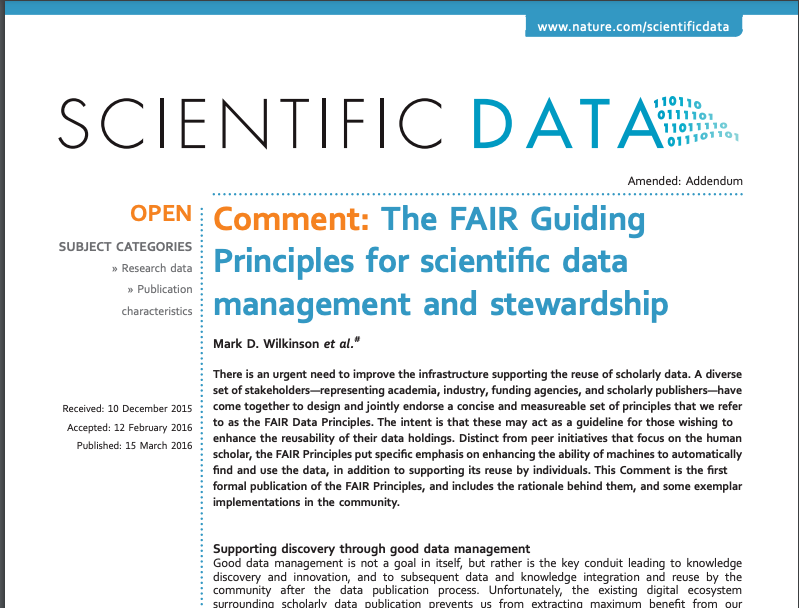 www.nature.com/scientificdata
SCIENTIFIC DATA
110110
0111101
11011101
011101101
Amended: Addendum
OPEN
SUBJECT CATEGORIES
» Research data
» Publication
characteristics
Received: 10 December 2015
Accepted: 12 February 2016
Published: 15 March 2016
Comment: The FAIR Guiding
Principles for scientific data
management and stewardship
Mark D. Wilkinson et al.#
There is an urgent need to improve the infrastructure supporting the reuse of scholarly data. A diverse
set of stakeholders—representing academia, industry, funding agencies, and scholarly publishers—have
come together to design and jointly endorse a concise and measureable set of principles that we refer
to as the FAIR Data Principles. The intent is that these may act as a guideline for those wishing to
enhance the reusability of their data holdings. Distinct from peer initiatives that focus on the human
scholar, the FAIR Principles put specific emphasis on enhancing the ability of machines to automatically
find and use the data, in addition to supporting its reuse by individuals. This Comment is the first
formal publication of the FAIR Principles, and includes the rationale behind them, and some exemplar
implementations in the community.
Supporting discovery through good data management
Good data management is not a goal in itself, but rather is the key conduit leading to knowledge
discovery and innovation, and to subsequent data and knowledge integration and reuse by the
community after the data publication process. Unfortunately, the existing digital ecosystem
surrounding scholarly data publication prevents us from extracting maximum benefit from our